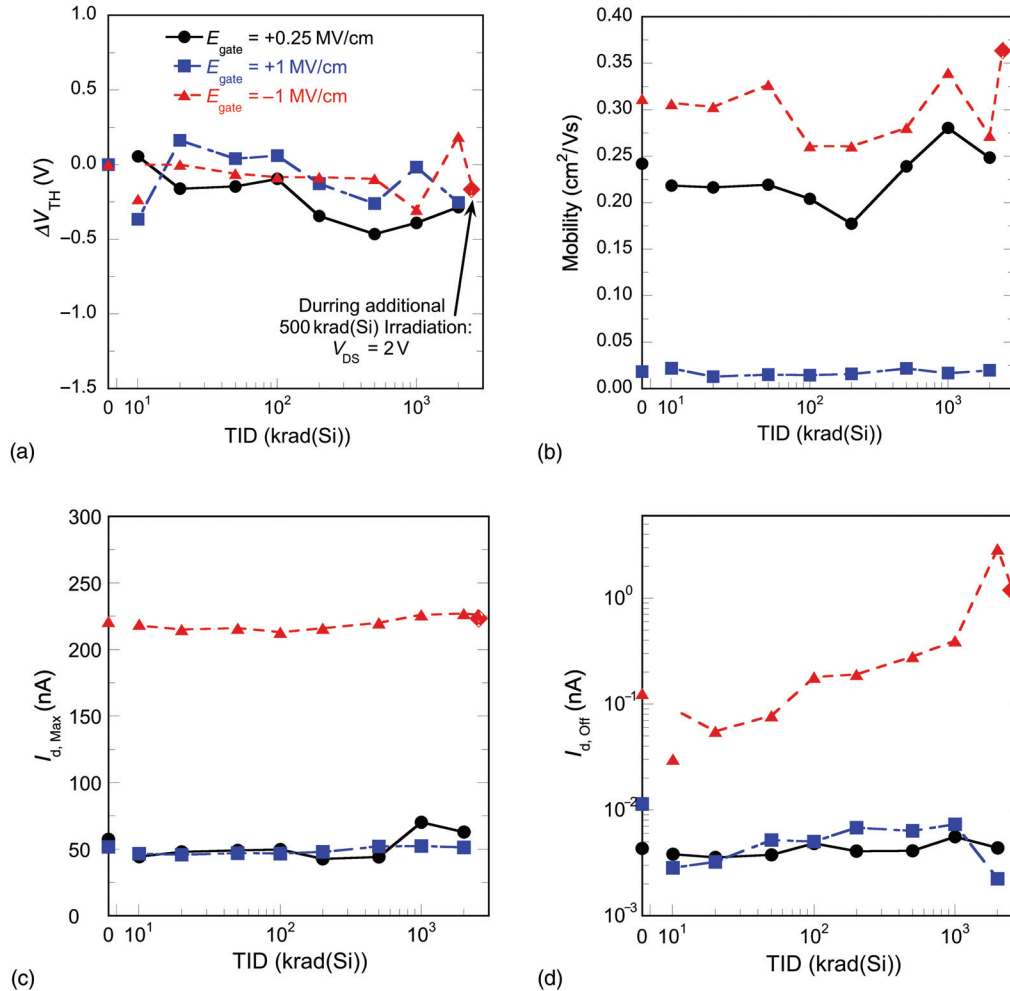 1.0
0.5
0.0
−0.5
−1.0
−1.5
ΔV_TH (V)
E_gate = +0.25 MV/cm
E_gate = +1 MV/cm
E_gate = −1 MV/cm
Durring additional
500 krad(Si) Irradiation:
V_DS = 2 V
0 10^1 10^2 10^3
TID (krad(Si))
(a)
0.40
0.35
0.30
0.25
0.20
0.15
0.10
0.05
0.00
Mobility (cm^2/Vs)
0 10^1 10^2 10^3
TID (krad(Si))
(b)
300
250
200
150
100
50
0
I_d, Max (nA)
0 10^1 10^2 10^3
TID (krad(Si))
(c)
10^0
10^−1
10^−2
10^−3
I_d, Off (nA)
0 10^1 10^2 10^3
TID (krad(Si))
(d)